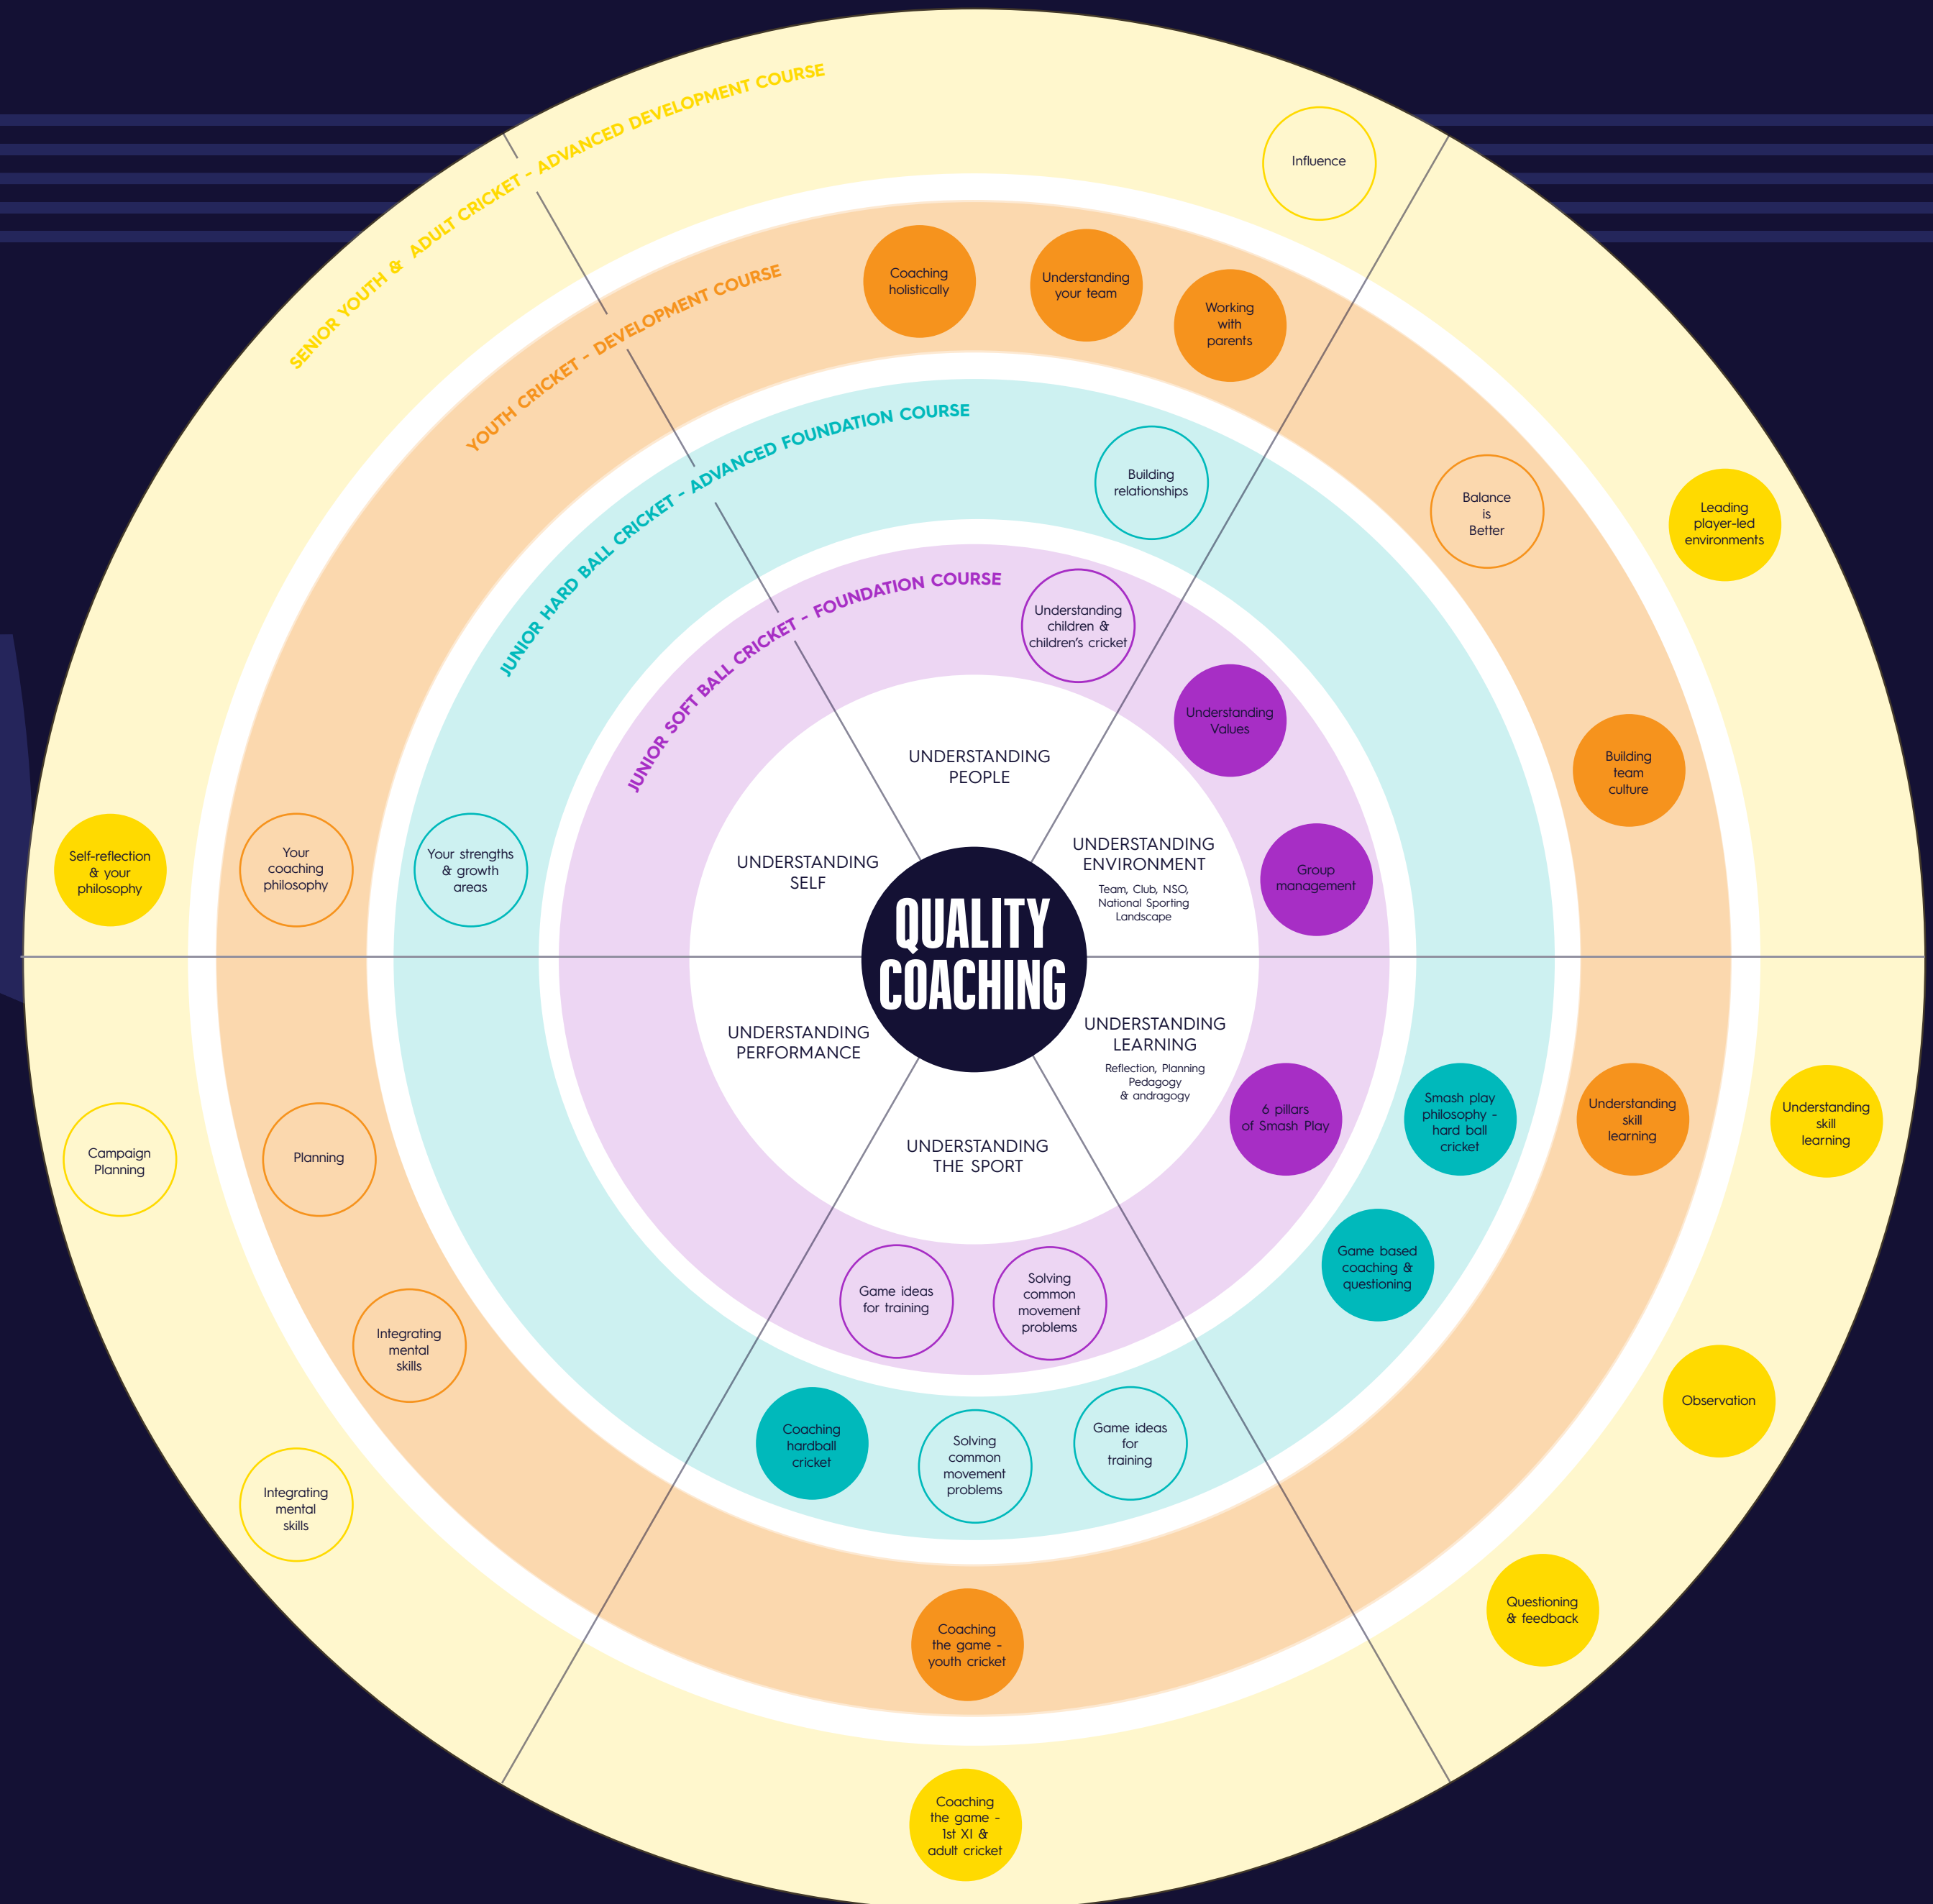 SENIOR YOUTH & ADULT CRICKET - ADVANCED DEVELOPMENT COURSE
YOUTH CRICKET - DEVELOPMENT COURSE
JUNIOR HARD BALL CRICKET - ADVANCED FOUNDATION COURSE
JUNIOR SOFT BALL CRICKET - FOUNDATION COURSE
QUALITY
COACHING
UNDERSTANDING
PEOPLE
Understanding
children &
children's cricket
Building
relationships
Coaching
holistically
Understanding
your team
Working
with
parents
Influence
UNDERSTANDING
ENVIRONMENT
Team, Club, NSO,
National Sporting
Landscape
Understanding
Values
Group
management
Balance
is
Better
Building
team
culture
Leading
player-led
environments
UNDERSTANDING
LEARNING
Reflection, Planning
Pedagogy
& andragogy
6 pillars
of Smash Play
Smash play
philosophy -
hard ball
cricket
Game based
coaching &
questioning
Understanding
skill
learning
Understanding
skill
learning
Observation
Questioning
& feedback
UNDERSTANDING
THE SPORT
Game ideas
for training
Solving
common
movement
problems
Coaching
hardball
cricket
Solving
common
movement
problems
Game ideas
for
training
Coaching
the game -
youth cricket
Coaching
the game -
1st XI &
adult cricket
UNDERSTANDING
PERFORMANCE
Planning
Integrating
mental
skills
Campaign
Planning
Integrating
mental
skills
UNDERSTANDING
SELF
Your strengths
& growth
areas
Your
coaching
philosophy
Self-reflection
& your
philosophy